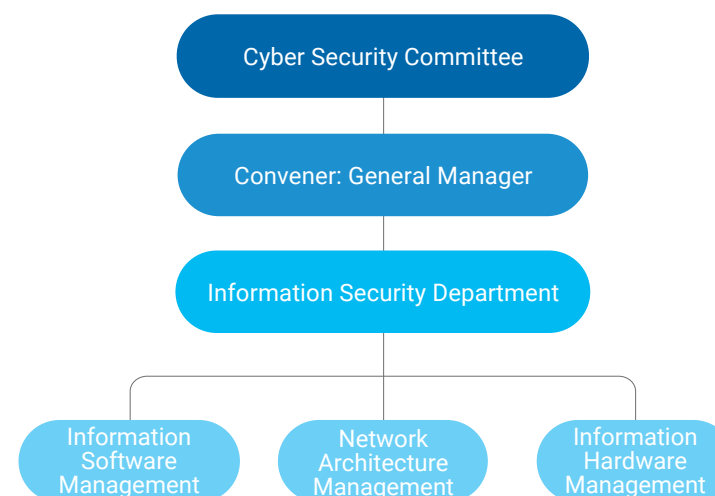 Cyber Security Committee
Convener: General Manager
Information Security Department
Information
Software
Management
Network
Architecture
Management
Information
Hardware
Management